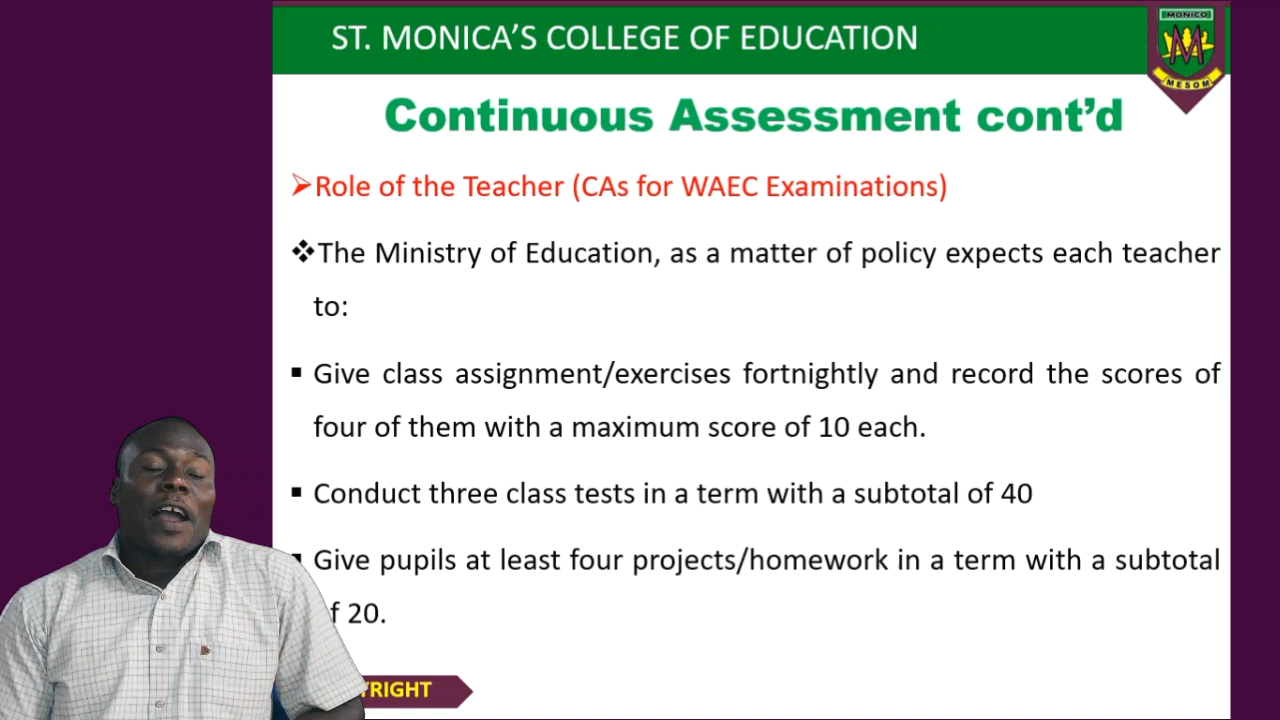 ST. MONICA'S COLLEGE OF EDUCATION
MONICO
M
MESOM
Continuous Assessment cont'd
Role of the Teacher (CAs for WAEC Examinations)
The Ministry of Education, as a matter of policy expects each teacher
to:
Give class assignment/exercises fortnightly and record the scores of
four of them with a maximum score of 10 each.
Conduct three class tests in a term with a subtotal of 40
Give pupils at least four projects/homework in a term with a subtotal
f 20.
YRIGHT